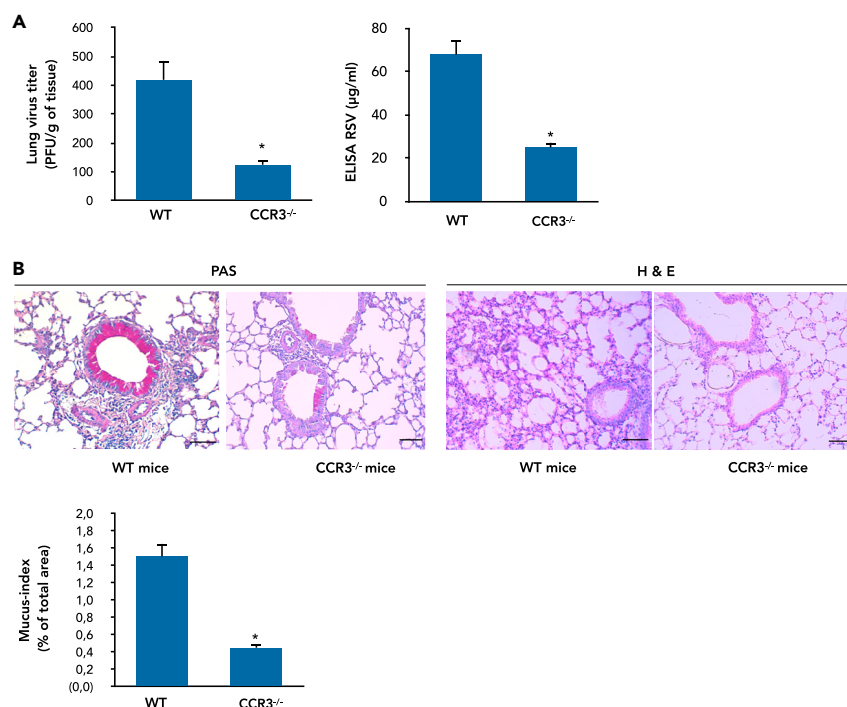 A
Lung virus titer
(PFU/g of tissue)
600
500
400
300
200
100
0
*
WT
CCR3-/-
ELISA RSV (µg/ml)
80
60
40
20
0
*
WT
CCR3-/-
B
PAS
H & E
WT mice
CCR3-/- mice
WT mice
CCR3-/- mice
Mucus-index
(% of total area)
2,0
1,8
1,6
1,4
1,2
1,0
0,8
0,6
0,4
0,2
(0,0)
*
WT
CCR3-/-